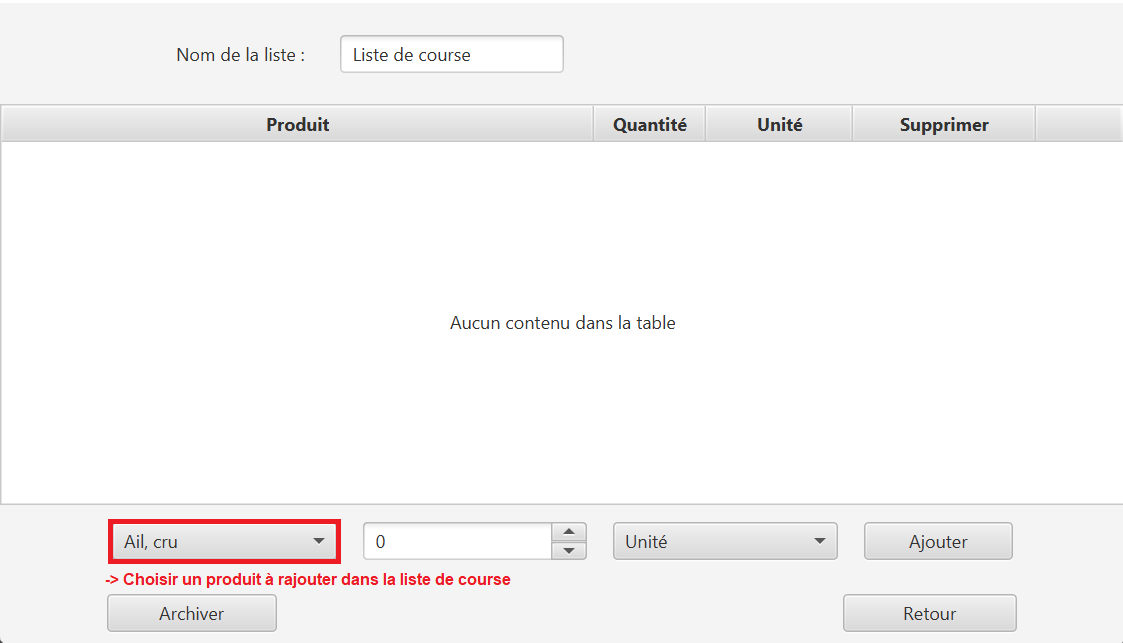 Nom de la liste : Liste de course
Produit Quantité Unité Supprimer
Aucun contenu dans la table
Ail, cru 0 Unité Ajouter
-> Choisir un produit à rajouter dans la liste de course
Archiver Retour